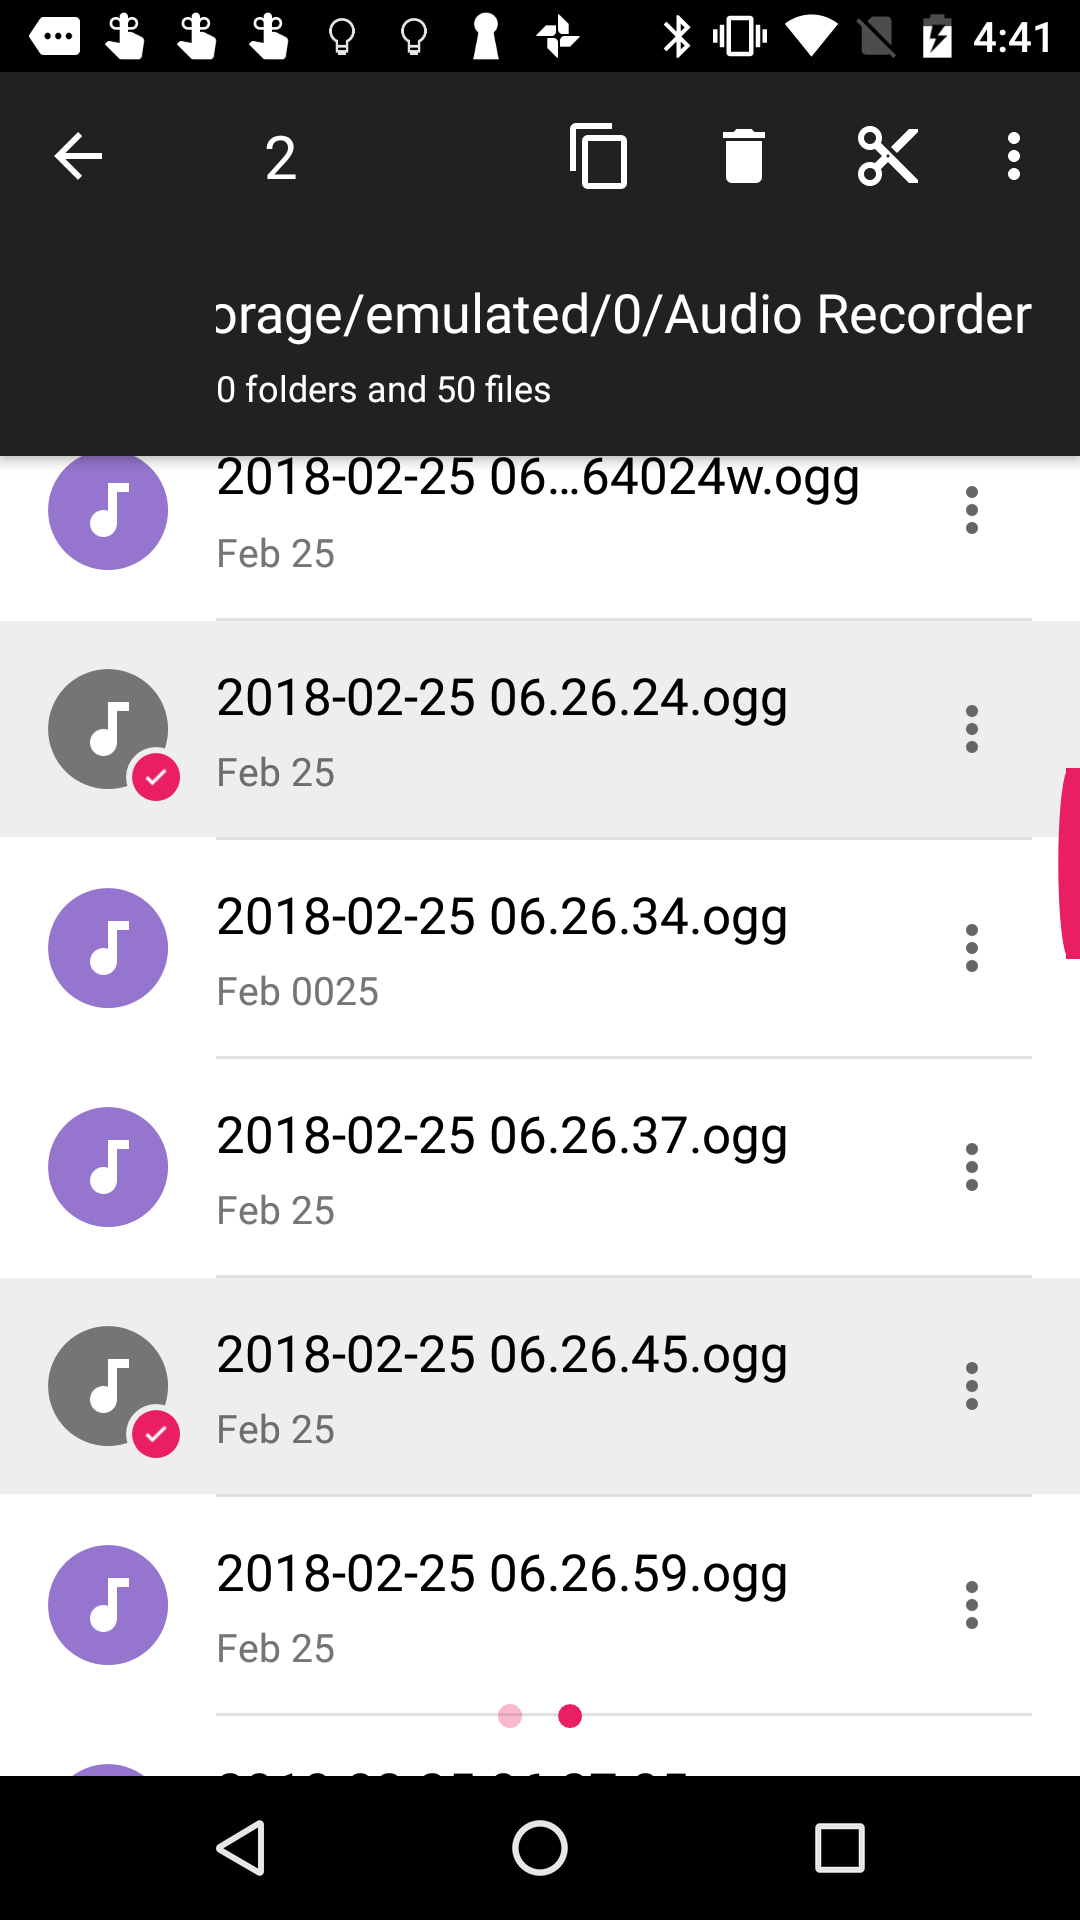 4:41
2
orage/emulated/0/Audio Recorder
0 folders and 50 files
2018-02-25 06...64024w.ogg
Feb 25
2018-02-25 06.26.24.ogg
Feb 25
2018-02-25 06.26.34.ogg
Feb 0025
2018-02-25 06.26.37.ogg
Feb 25
2018-02-25 06.26.45.ogg
Feb 25
2018-02-25 06.26.59.ogg
Feb 25